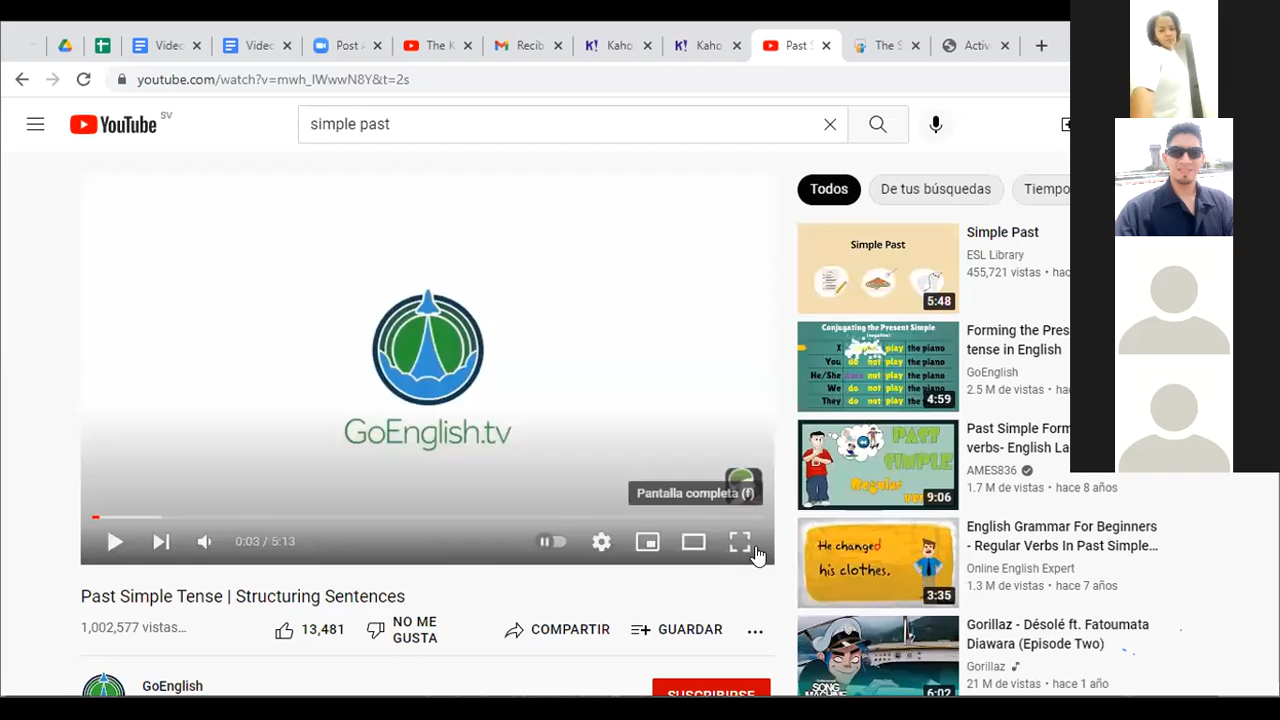 Video
Video
Post
The K
Recib
Kaho
Kaho
Past S
The S
Activ
youtube.com/watch?v=mwh_IWwwN8Y&t=2s
YouTube SV
simple past
Todos
De tus búsquedas
Tiempo
GoEnglish.tv
Pantalla completa (f)
0:03 / 5:13
Past Simple Tense | Structuring Sentences
1,002,577 vistas...
13,481
NO ME GUSTA
COMPARTIR
GUARDAR
GoEnglish
SUSCRIBIRSE
Simple Past
5:48
Simple Past
ESL Library
455,721 vistas •
Conjugating the Present Simple
(negative)
I play the piano
You do not play the piano
He/She does not play the piano
We do not play the piano
They do not play the piano
4:59
Forming the Pres
tense in English
GoEnglish
2.5 M de vistas •
PAST
SIMPLE
Regular
9:06
Past Simple Form
verbs- English La
AMES836
1.7 M de vistas • hace 8 años
He changed
his clothes.
3:35
English Grammar For Beginners
- Regular Verbs In Past Simple...
Online English Expert
1.3 M de vistas • hace 7 años
SONG
MACHINE
6:02
Gorillaz - Désolé ft. Fatoumata
Diawara (Episode Two)
Gorillaz
21 M de vistas • hace 1 año